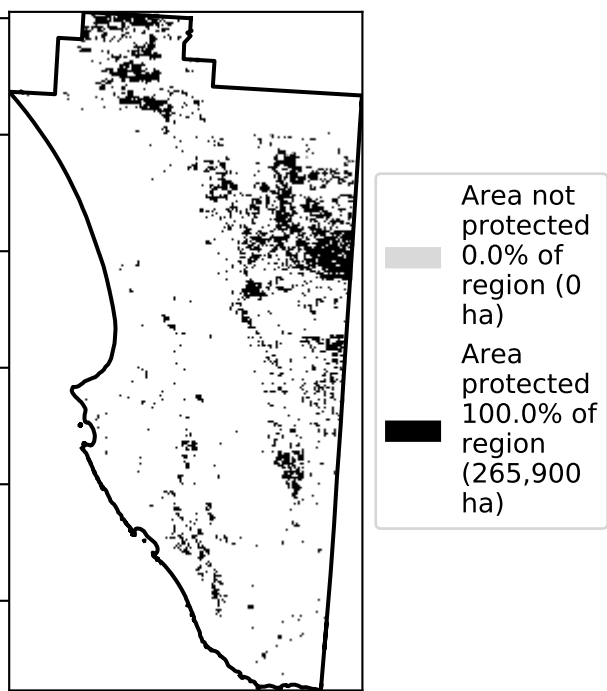 Area not
protected
0.0% of
region (0
ha)
Area
protected
100.0% of
region
(265,900
ha)